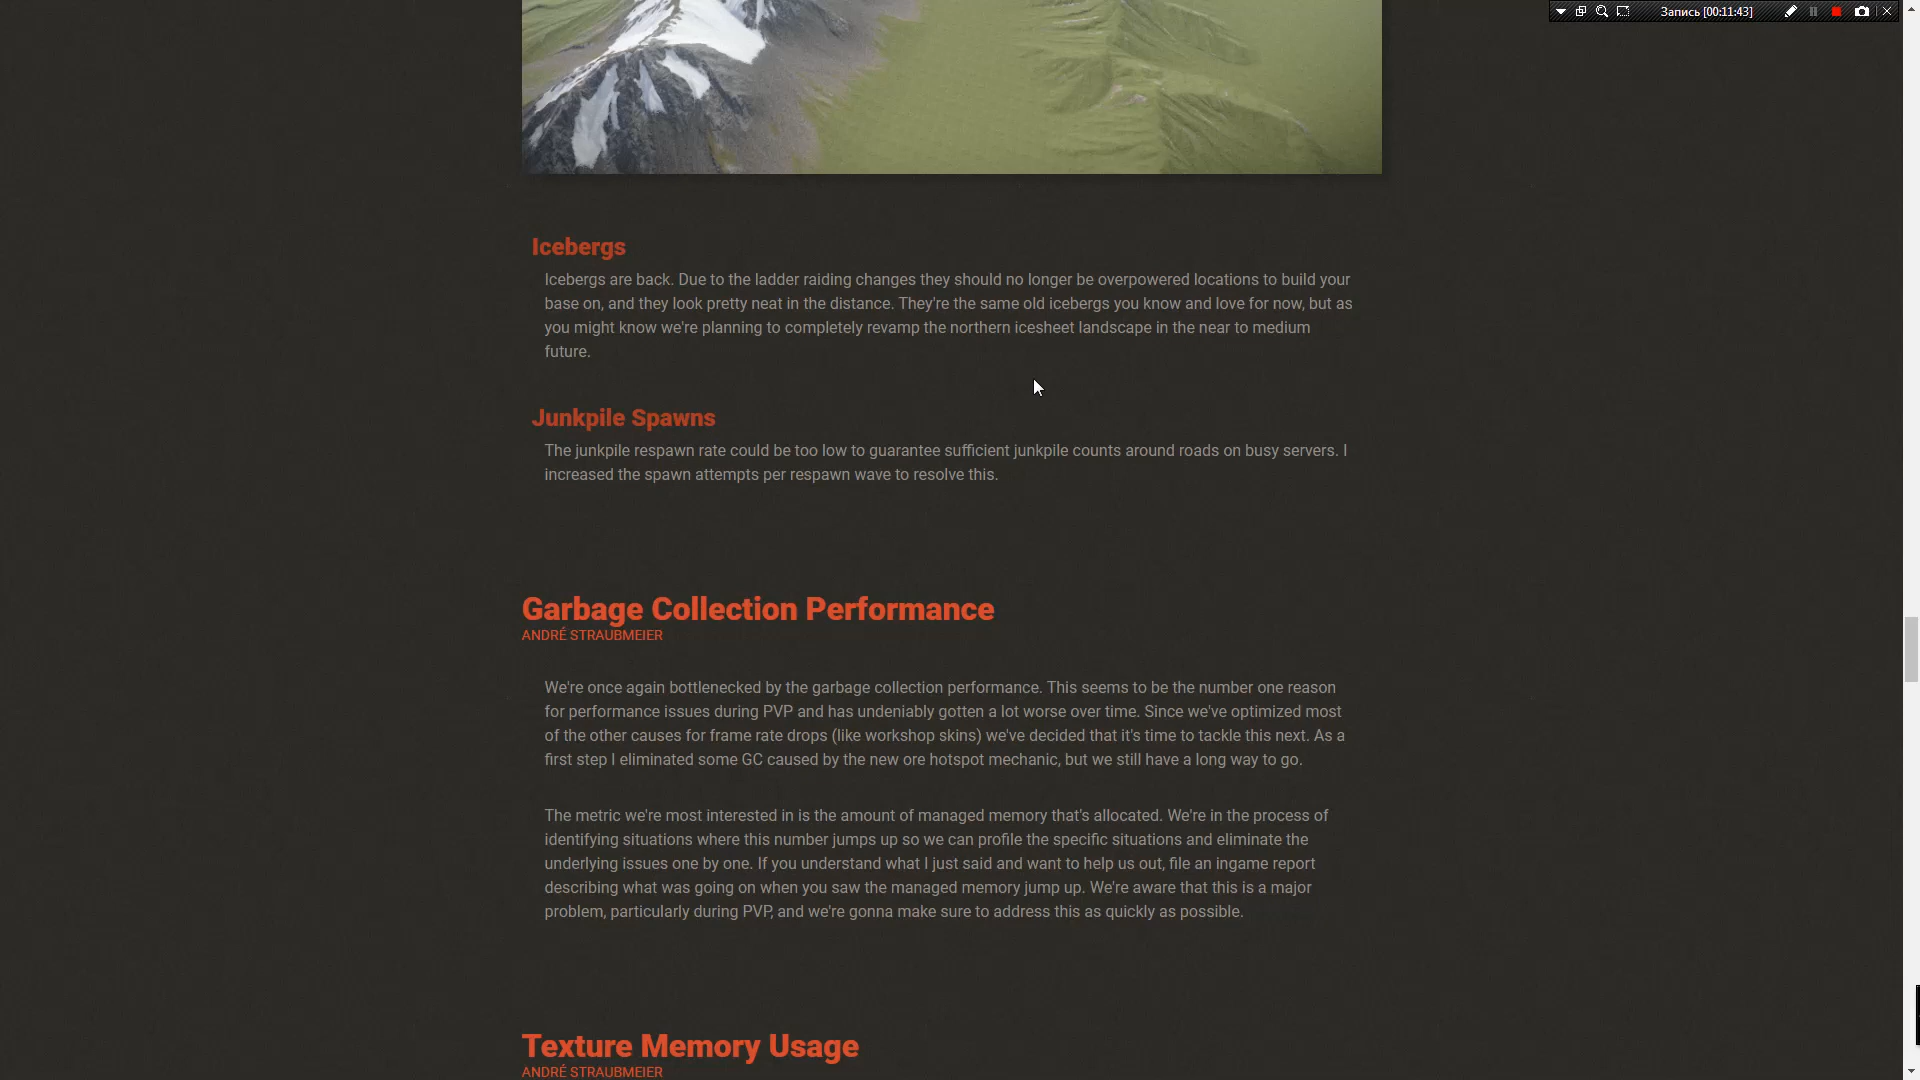 Запись [00:11:43]
Icebergs
Icebergs are back. Due to the ladder raiding changes they should no longer be overpowered locations to build your
base on, and they look pretty neat in the distance. They're the same old icebergs you know and love for now, but as
you might know we're planning to completely revamp the northern icesheet landscape in the near to medium
future.
Junkpile Spawns
The junkpile respawn rate could be too low to guarantee sufficient junkpile counts around roads on busy servers. I
increased the spawn attempts per respawn wave to resolve this.
Garbage Collection Performance
ANDRÉ STRAUBMEIER
We're once again bottlenecked by the garbage collection performance. This seems to be the number one reason
for performance issues during PVP and has undeniably gotten a lot worse over time. Since we've optimized most
of the other causes for frame rate drops (like workshop skins) we've decided that it's time to tackle this next. As a
first step I eliminated some GC caused by the new ore hotspot mechanic, but we still have a long way to go.
The metric we're most interested in is the amount of managed memory that's allocated. We're in the process of
identifying situations where this number jumps up so we can profile the specific situations and eliminate the
underlying issues one by one. If you understand what I just said and want to help us out, file an ingame report
describing what was going on when you saw the managed memory jump up. We're aware that this is a major
problem, particularly during PVP, and we're gonna make sure to address this as quickly as possible.
Texture Memory Usage
ANDRÉ STRAUBMEIER